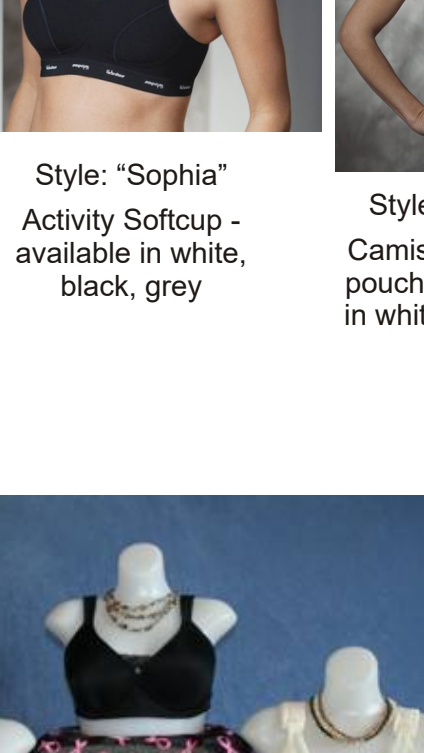 Style: “Sophia”
Activity Softcup -
available in white,
black, grey
Style
Camis
pouch
in whit